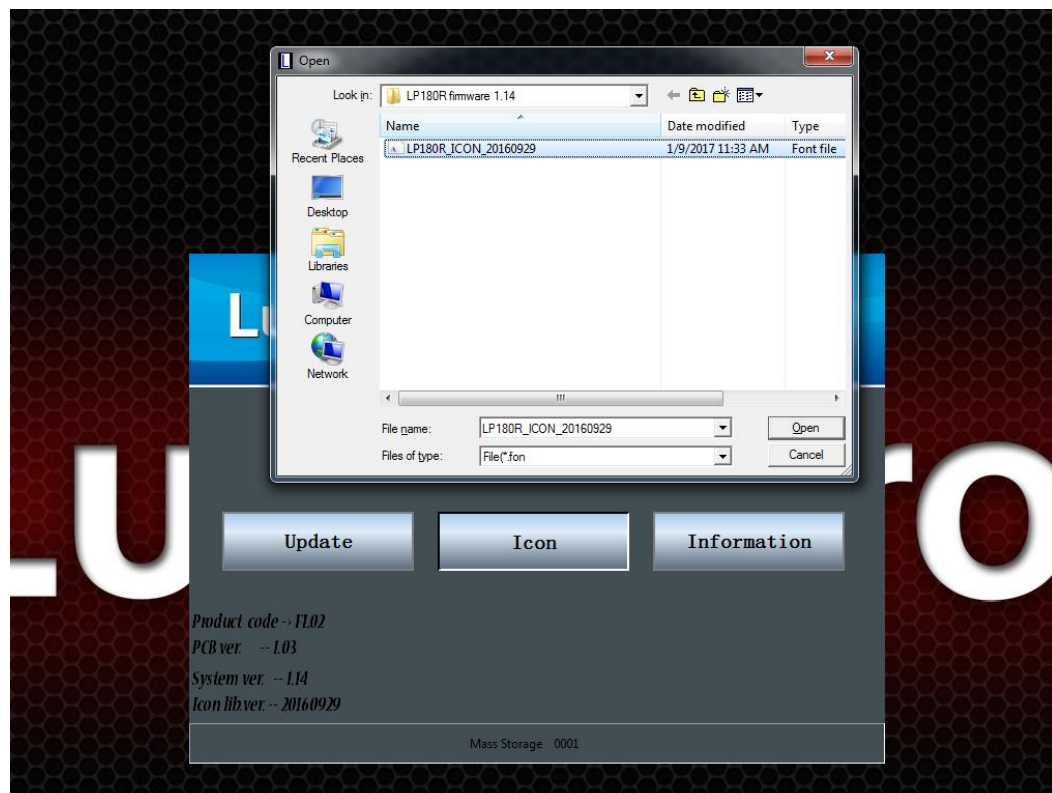 Open
Look in: LP180R firmware 1.14
Name Date modified Type
LP180R_ICON_20160929 1/9/2017 11:33 AM Font file
Recent Places
Desktop
Libraries
Computer
Network
File name: LP180R_ICON_20160929 Open
Files of type: File(*.fon Cancel
Update Icon Information
Product code -- FL02
PCB ver. -- 1.03
System ver. -- 1.14
Icon lib.ver. -- 20160929
Mass Storage 0001